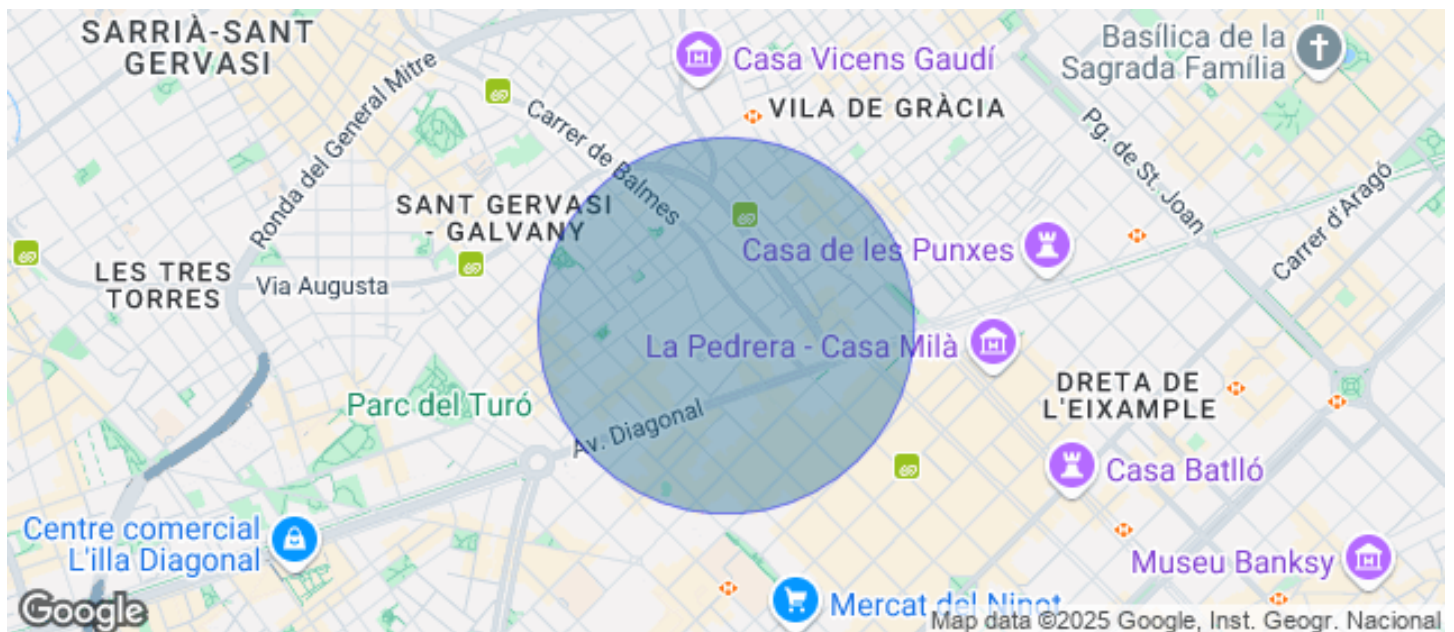 SARRIÀ-SANT
GERVASI
Ronda del General Mitre
Carrer de Balmes
Casa Vicens Gaudí
VILA DE GRÀCIA
Basílica de la
Sagrada Família
Pg. de St. Joan
Carrer d'Aragó
SANT GERVASI
- GALVANY
LES TRES
TORRES
Via Augusta
Casa de les Punxes
La Pedrera - Casa Milà
Parc del Turó
Av. Diagonal
DRETA DE
L'EIXAMPLE
Casa Batlló
Centre comercial
L'illa Diagonal
Museu Banksy
Mercat del Ninot
Google
Map data ©2025 Google, Inst. Geogr. Nacional